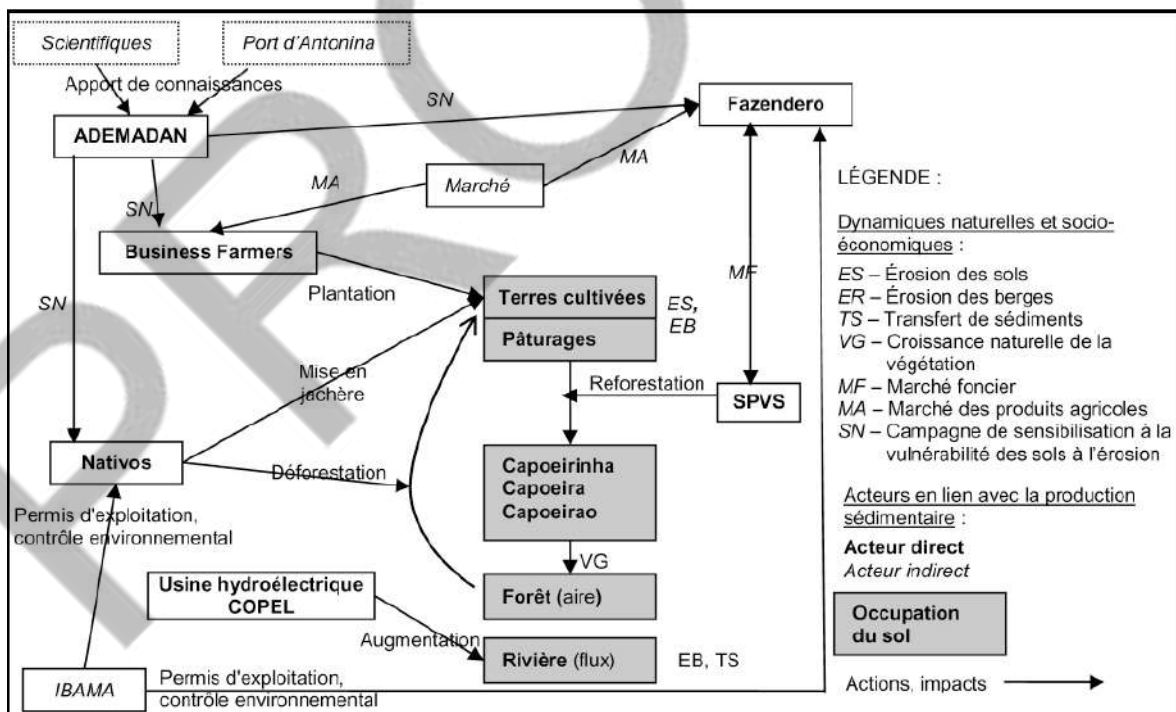 Scientifiques
Port d'Antonina
Apport de connaissances
SN
Fazendero
ADEMADAN
MA
Marché
MA
SN
Business Farmers
Plantation
SN
Terres cultivées
Pâturages
ES,
EB
MF
Mise en
jachère
Reforestation
SPVS
Nativos
Déforestation
Capoeirinha
Capoeira
Capoeirao
Permis d'exploitation,
contrôle environnemental
VG
Usine hydroélectrique
COPEL
Forêt (aire)
Augmentation
Rivière (flux)
EB, TS
IBAMA
Permis d'exploitation,
contrôle environnemental
LÉGENDE :
Dynamiques naturelles et socio-
économiques :
ES – Érosion des sols
ER – Érosion des berges
TS – Transfert de sédiments
VG – Croissance naturelle de la
végétation
MF – Marché foncier
MA – Marché des produits agricoles
SN – Campagne de sensibilisation à la
vulnérabilité des sols à l'érosion
Acteurs en lien avec la production
sédimentaire :
Acteur direct
Acteur indirect
Occupation
du sol
Actions, impacts
PRO